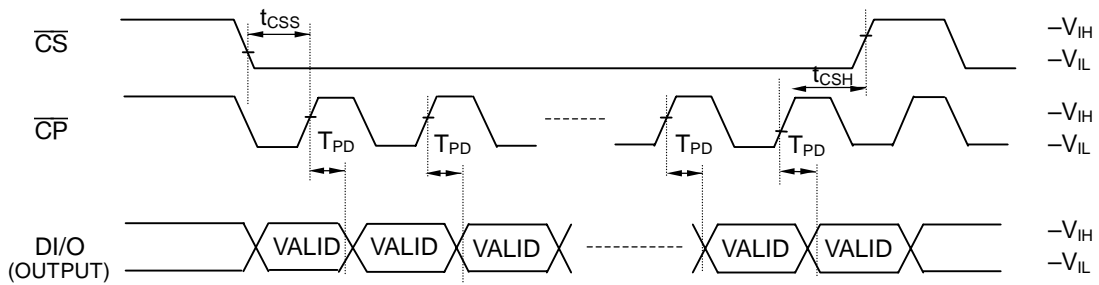 tCSS
CS
–VIH
–VIL
tCSH
CP
–VIH
–VIL
TPD TPD TPD TPD
DI/O
(OUTPUT)
VALID VALID VALID VALID VALID
–VIH
–VIL